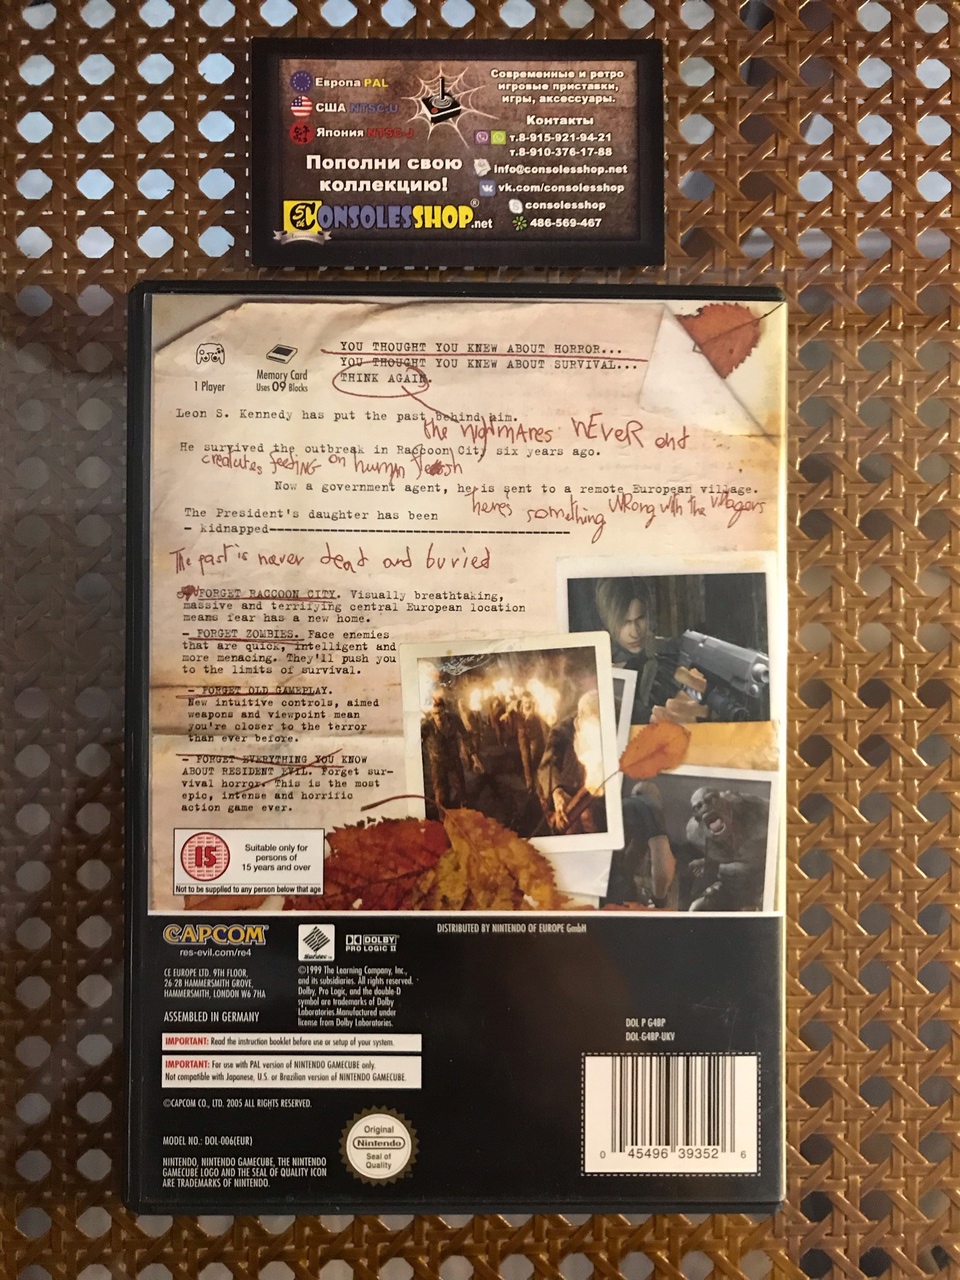 Европа PAL
США NTSC-U
Япония NTSC-J
Пополни свою
коллекцию!
CONSOLESSHOP®.net
Современные и ретро
игровые приставки,
игры, аксессуары.
Контакты
т.8-915-921-94-21
т.8-910-376-17-88
info@consolesshop.net
vk.com/consolesshop
consolesshop
486-569-467
1 Player
Memory Card
Uses 09 Blocks
YOU THOUGHT YOU KNEW ABOUT HORROR...
YOU THOUGHT YOU KNEW ABOUT SURVIVAL...
THINK AGAIN.
Leon S. Kennedy has put the past behind him.
the nightmares NEVER end
He survived the outbreak in Raccoon City six years ago.
creatures feeding on human flesh
Now a government agent, he is sent to a remote European village.
heres something wrong with the villagers
The President's daughter has been
- kidnapped
The past is never dead and buried
FORGET RACCOON CITY. Visually breathtaking,
massive and terrifying central European location
means fear has a new home.
- FORGET ZOMBIES. Face enemies
that are quick, intelligent and
more menacing. They'll push you
to the limits of survival.
- FORGET OLD GAMEPLAY.
New intuitive controls, aimed
weapons and viewpoint mean
you're closer to the terror
than ever before.
- FORGET EVERYTHING YOU KNOW
ABOUT RESIDENT EVIL. Forget sur-
vival horror. This is the most
epic, intense and horrific
action game ever.
15
Suitable only for
persons of
15 years and over
Not to be supplied to any person below that age
CAPCOM
res-evil.com/re4
CE EUROPE LTD. 9TH FLOOR,
26-28 HAMMERSMITH GROVE,
HAMMERSMITH, LONDON W6 7HA
ASSEMBLED IN GERMANY
DOLBY
PRO LOGIC II
©1999 The Learning Company, Inc.,
and its subsidiaries. All rights reserved.
Dolby, Pro Logic, and the double-D
symbol are trademarks of Dolby
Laboratories.Manufactured under
license from Dolby Laboratories.
DISTRIBUTED BY NINTENDO OF EUROPE GmbH
IMPORTANT: Read the instruction booklet before use or setup of your system.
IMPORTANT: For use with PAL version of NINTENDO GAMECUBE only.
Not compatible with Japanese, U.S. or Brazilian version of NINTENDO GAMECUBE.
©CAPCOM CO., LTD. 2005 ALL RIGHTS RESERVED.
MODEL NO.: DOL-006(EUR)
NINTENDO, NINTENDO GAMECUBE, THE NINTENDO
GAMECUBE LOGO AND THE SEAL OF QUALITY ICON
ARE TRADEMARKS OF NINTENDO.
Original
Nintendo
Seal of
Quality
DOL P G4BP
DOL-G4BP-UKV
0 45496 39352 6